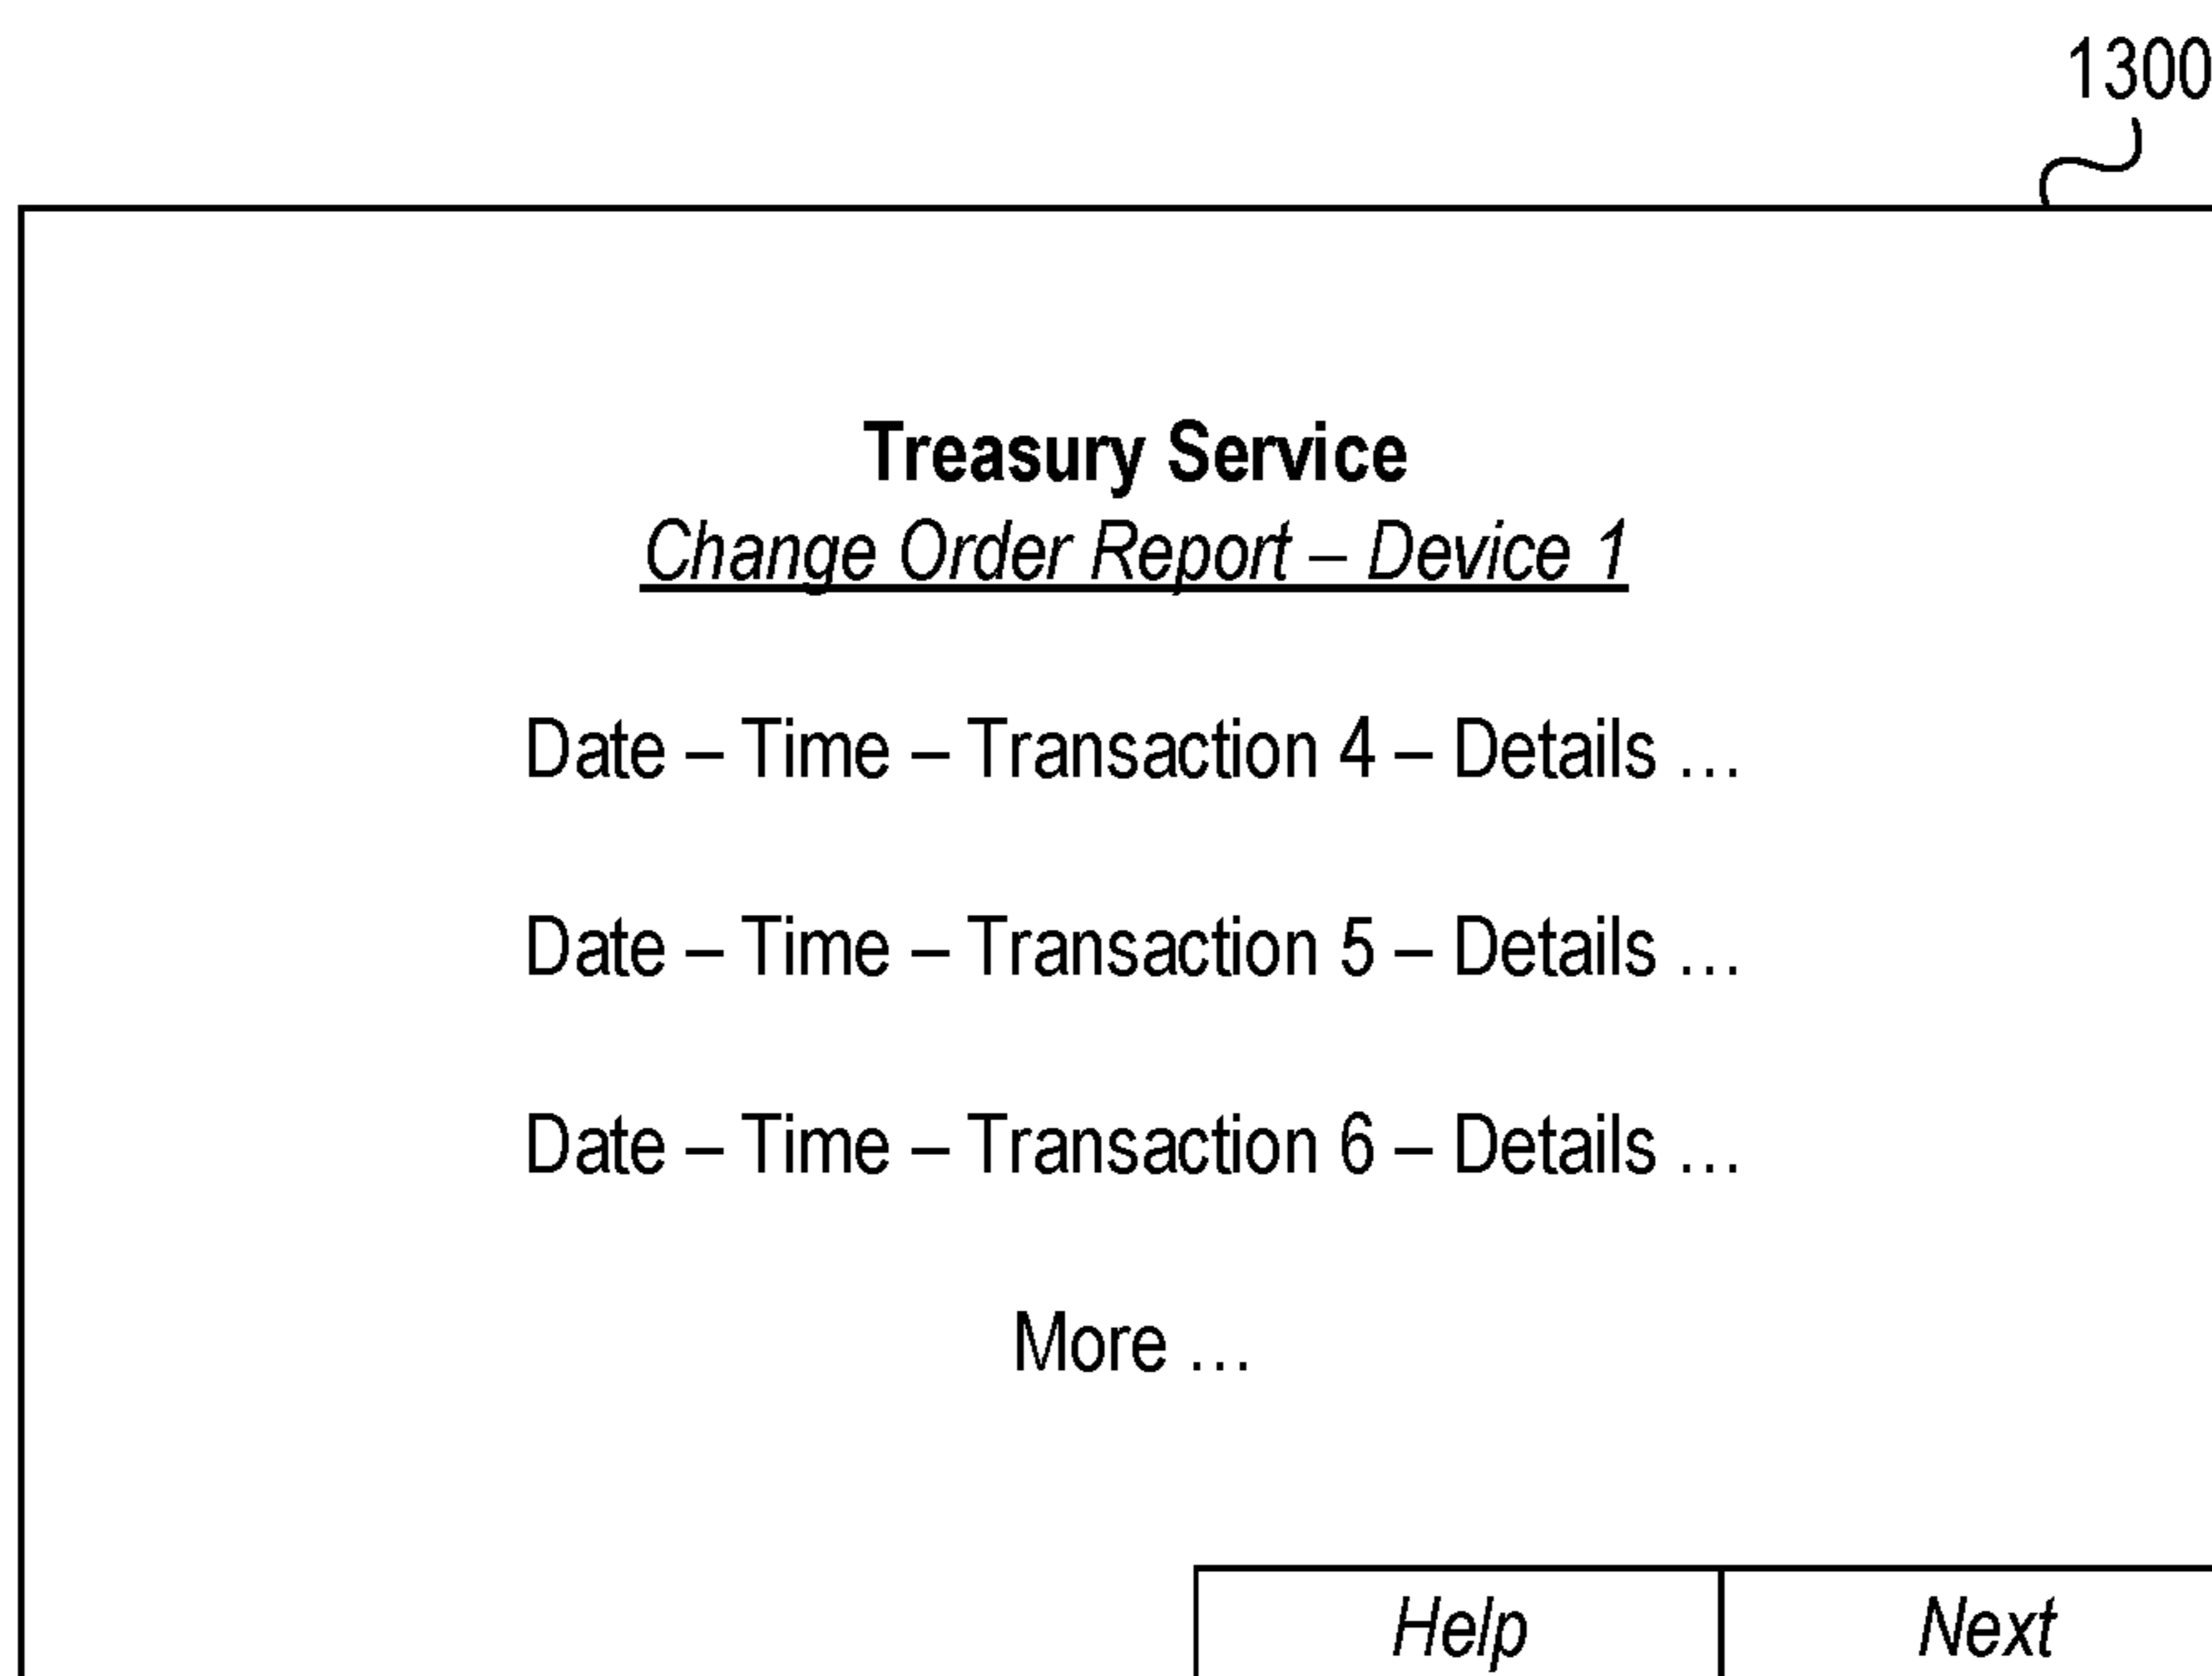 1300
Treasury Service
Change Order Report – Device 1
Date – Time – Transaction 4 – Details …
Date – Time – Transaction 5 – Details …
Date – Time – Transaction 6 – Details …
More …
Help Next